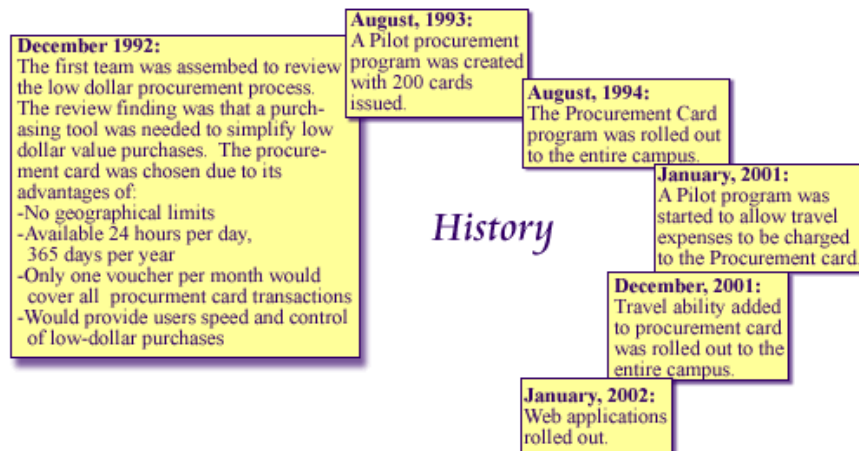 December 1992:
The first team was assembed to review
the low dollar procurement process.
The review finding was that a purch-
asing tool was needed to simplify low
dollar value purchases. The procure-
ment card was chosen due to its
advantages of:
-No geographical limits
-Available 24 hours per day,
365 days per year
-Only one voucher per month would
cover all procurment card transactions
-Would provide users speed and control
of low-dollar purchases
August, 1993:
A Pilot procurement
program was created
with 200 cards
issued.
August, 1994:
The Procurement Card
program was rolled out
to the entire campus.
January, 2001:
A Pilot program was
started to allow travel
expenses to be charged
to the Procurement card.
December, 2001:
Travel ability added
to procurement card
was rolled out to the
entire campus.
January, 2002:
Web applications
rolled out.
History